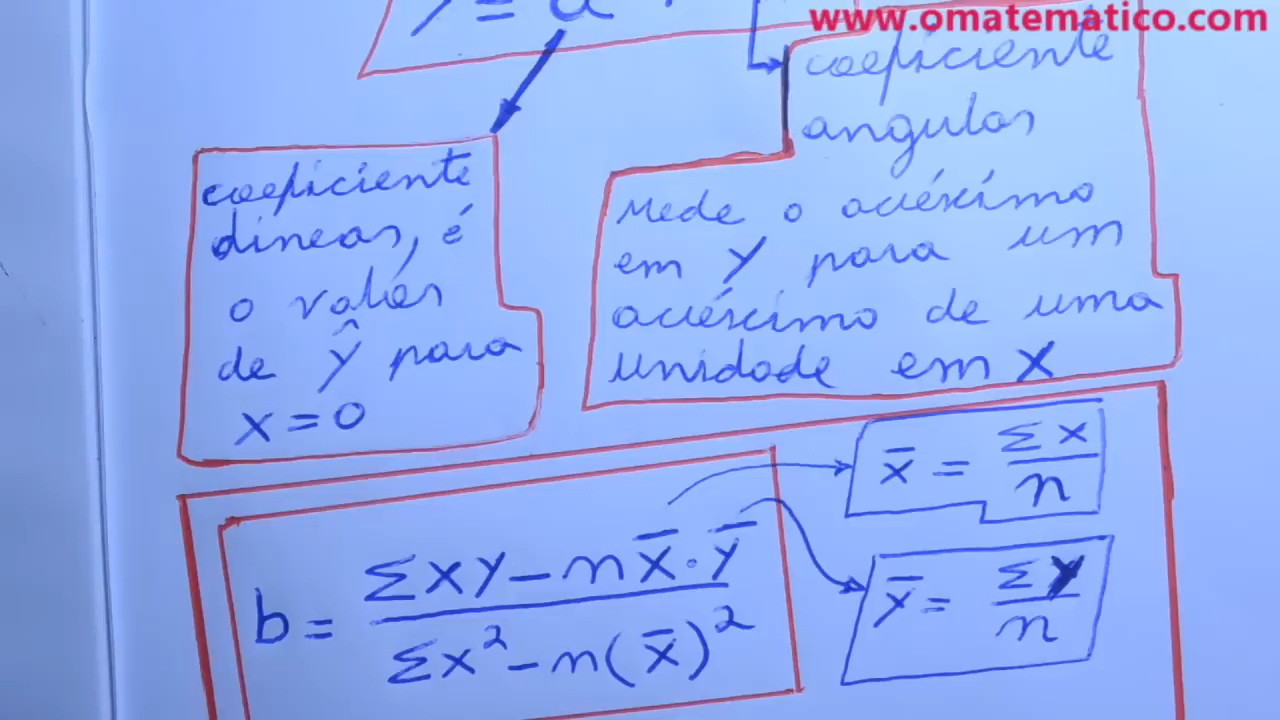 www.omatematico.com
y = a +
coeficiente
angular
coeficiente
linear, é
o valor
de ŷ para
x = 0
Mede o acréscimo
em Y para um
acréscimo de uma
unidade em X
b = (Σxy - n x̄ · ȳ) / (Σx² - n(x̄)²)
x̄ = Σx / n
ȳ = Σy / n